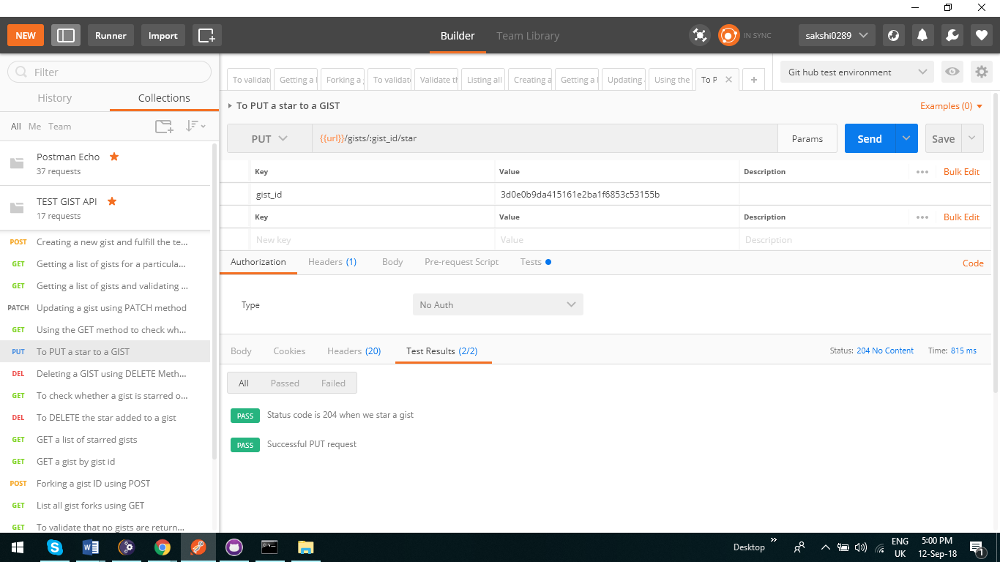 NEW Runner Import Builder Team Library IN SYNC sakshi0289
Filter
History Collections
All Me Team
Postman Echo
37 requests
TEST GIST API
17 requests
POST Creating a new gist and fulfill the te...
GET Getting a list of gists for a particula...
GET Getting a list of gists and validating ...
PATCH Updating a gist using PATCH method
GET Using the GET method to check wh...
PUT To PUT a star to a GIST
DEL Deleting a GIST using DELETE Meth...
GET To check whether a gist is starred o...
DEL To DELETE the star added to a gist
GET GET a list of starred gists
GET GET a gist by gist id
POST Forking a gist ID using POST
GET List all gist forks using GET
GET To validate that no gists are return...
To validat Getting a l Forking a To validat Validate th Listing all Creating a Getting a l Updating Using the To P
Git hub test environment
To PUT a star to a GIST Examples (0)
PUT {{url}}/gists/:gist_id/star Params Send Save
Key Value Description Bulk Edit
gist_id 3d0e0b9da415161e2ba1f6853c53155b
Key Value Description Bulk Edit
New key Value Description
Authorization Headers (1) Body Pre-request Script Tests Code
Type No Auth
Body Cookies Headers (20) Test Results (2/2) Status: 204 No Content Time: 815 ms
All Passed Failed
PASS Status code is 204 when we star a gist
PASS Successful PUT request
Desktop ENG 5:00 PM
UK 12-Sep-18 1